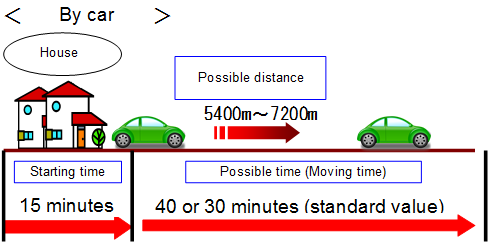 < By car >
House
Possible distance
5400m～7200m
Starting time
Possible time (Moving time)
15 minutes
40 or 30 minutes (standard value)